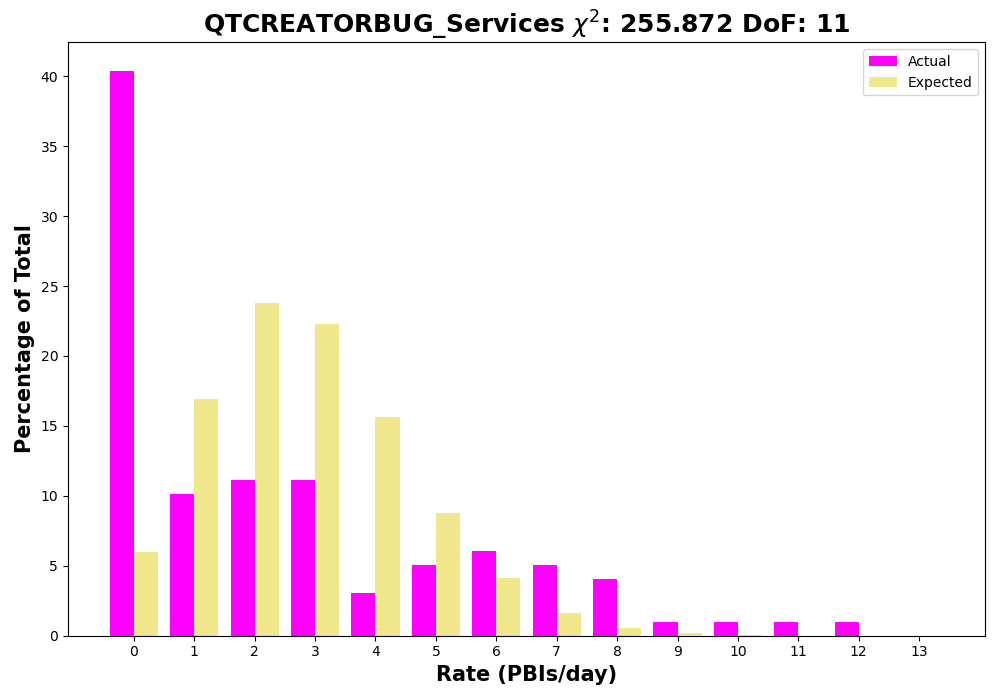 QTCREATORBUG_Services χ²: 255.872 DoF: 11
Actual
Expected
Percentage of Total
40
35
30
25
20
15
10
5
0
0 1 2 3 4 5 6 7 8 9 10 11 12 13
Rate (PBIs/day)